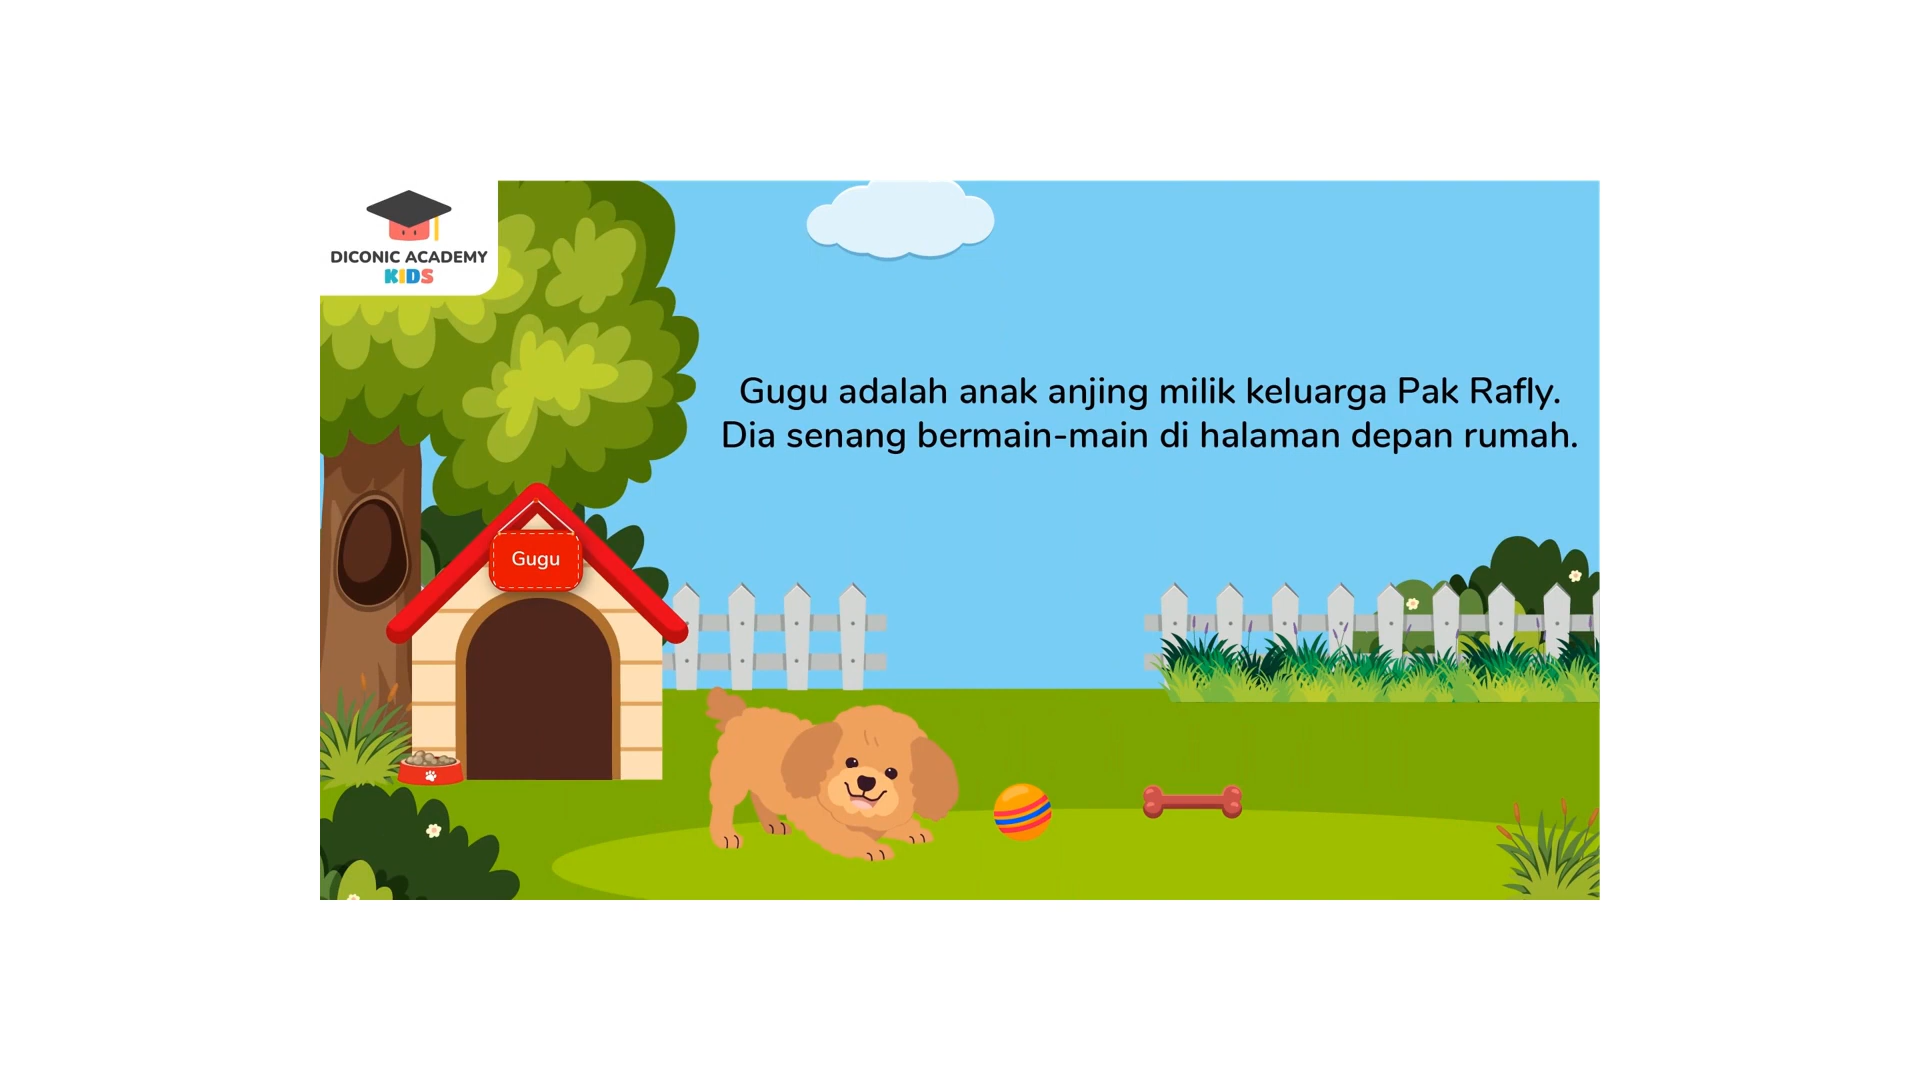 DICONIC ACADEMY
KIDS
Gugu adalah anak anjing milik keluarga Pak Rafly.
Dia senang bermain-main di halaman depan rumah.
Gugu